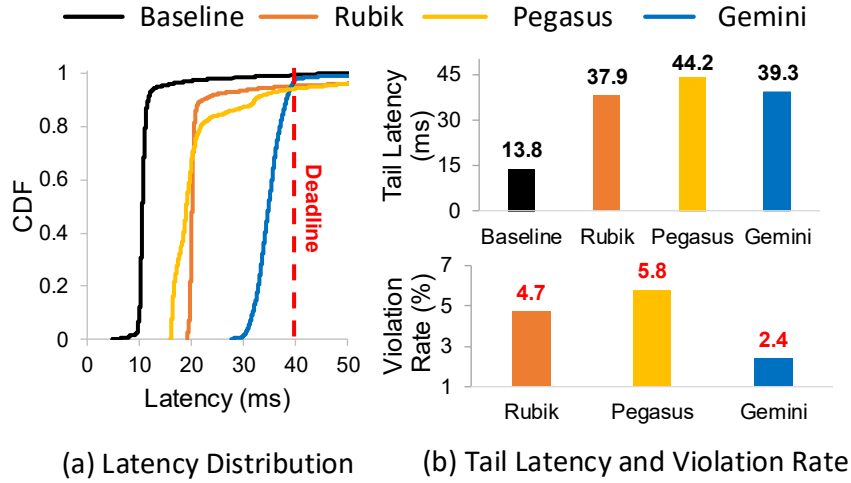 Baseline Rubik Pegasus Gemini
1
0.8
0.6
0.4
0.2
0
CDF
0 10 20 30 40 50
Latency (ms)
Deadline
(a) Latency Distribution
Tail Latency
(ms)
45
30
15
0
13.8
37.9
44.2
39.3
Baseline Rubik Pegasus Gemini
Violation
Rate (%)
7
5
3
1
4.7
5.8
2.4
Rubik Pegasus Gemini
(b) Tail Latency and Violation Rate